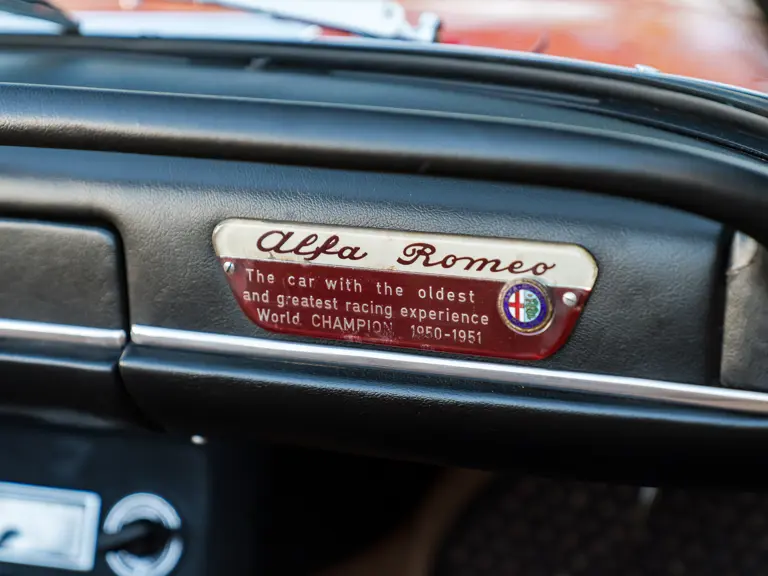 Alfa Romeo
The car with the oldest
and greatest racing experience
World CHAMPION 1950-1951